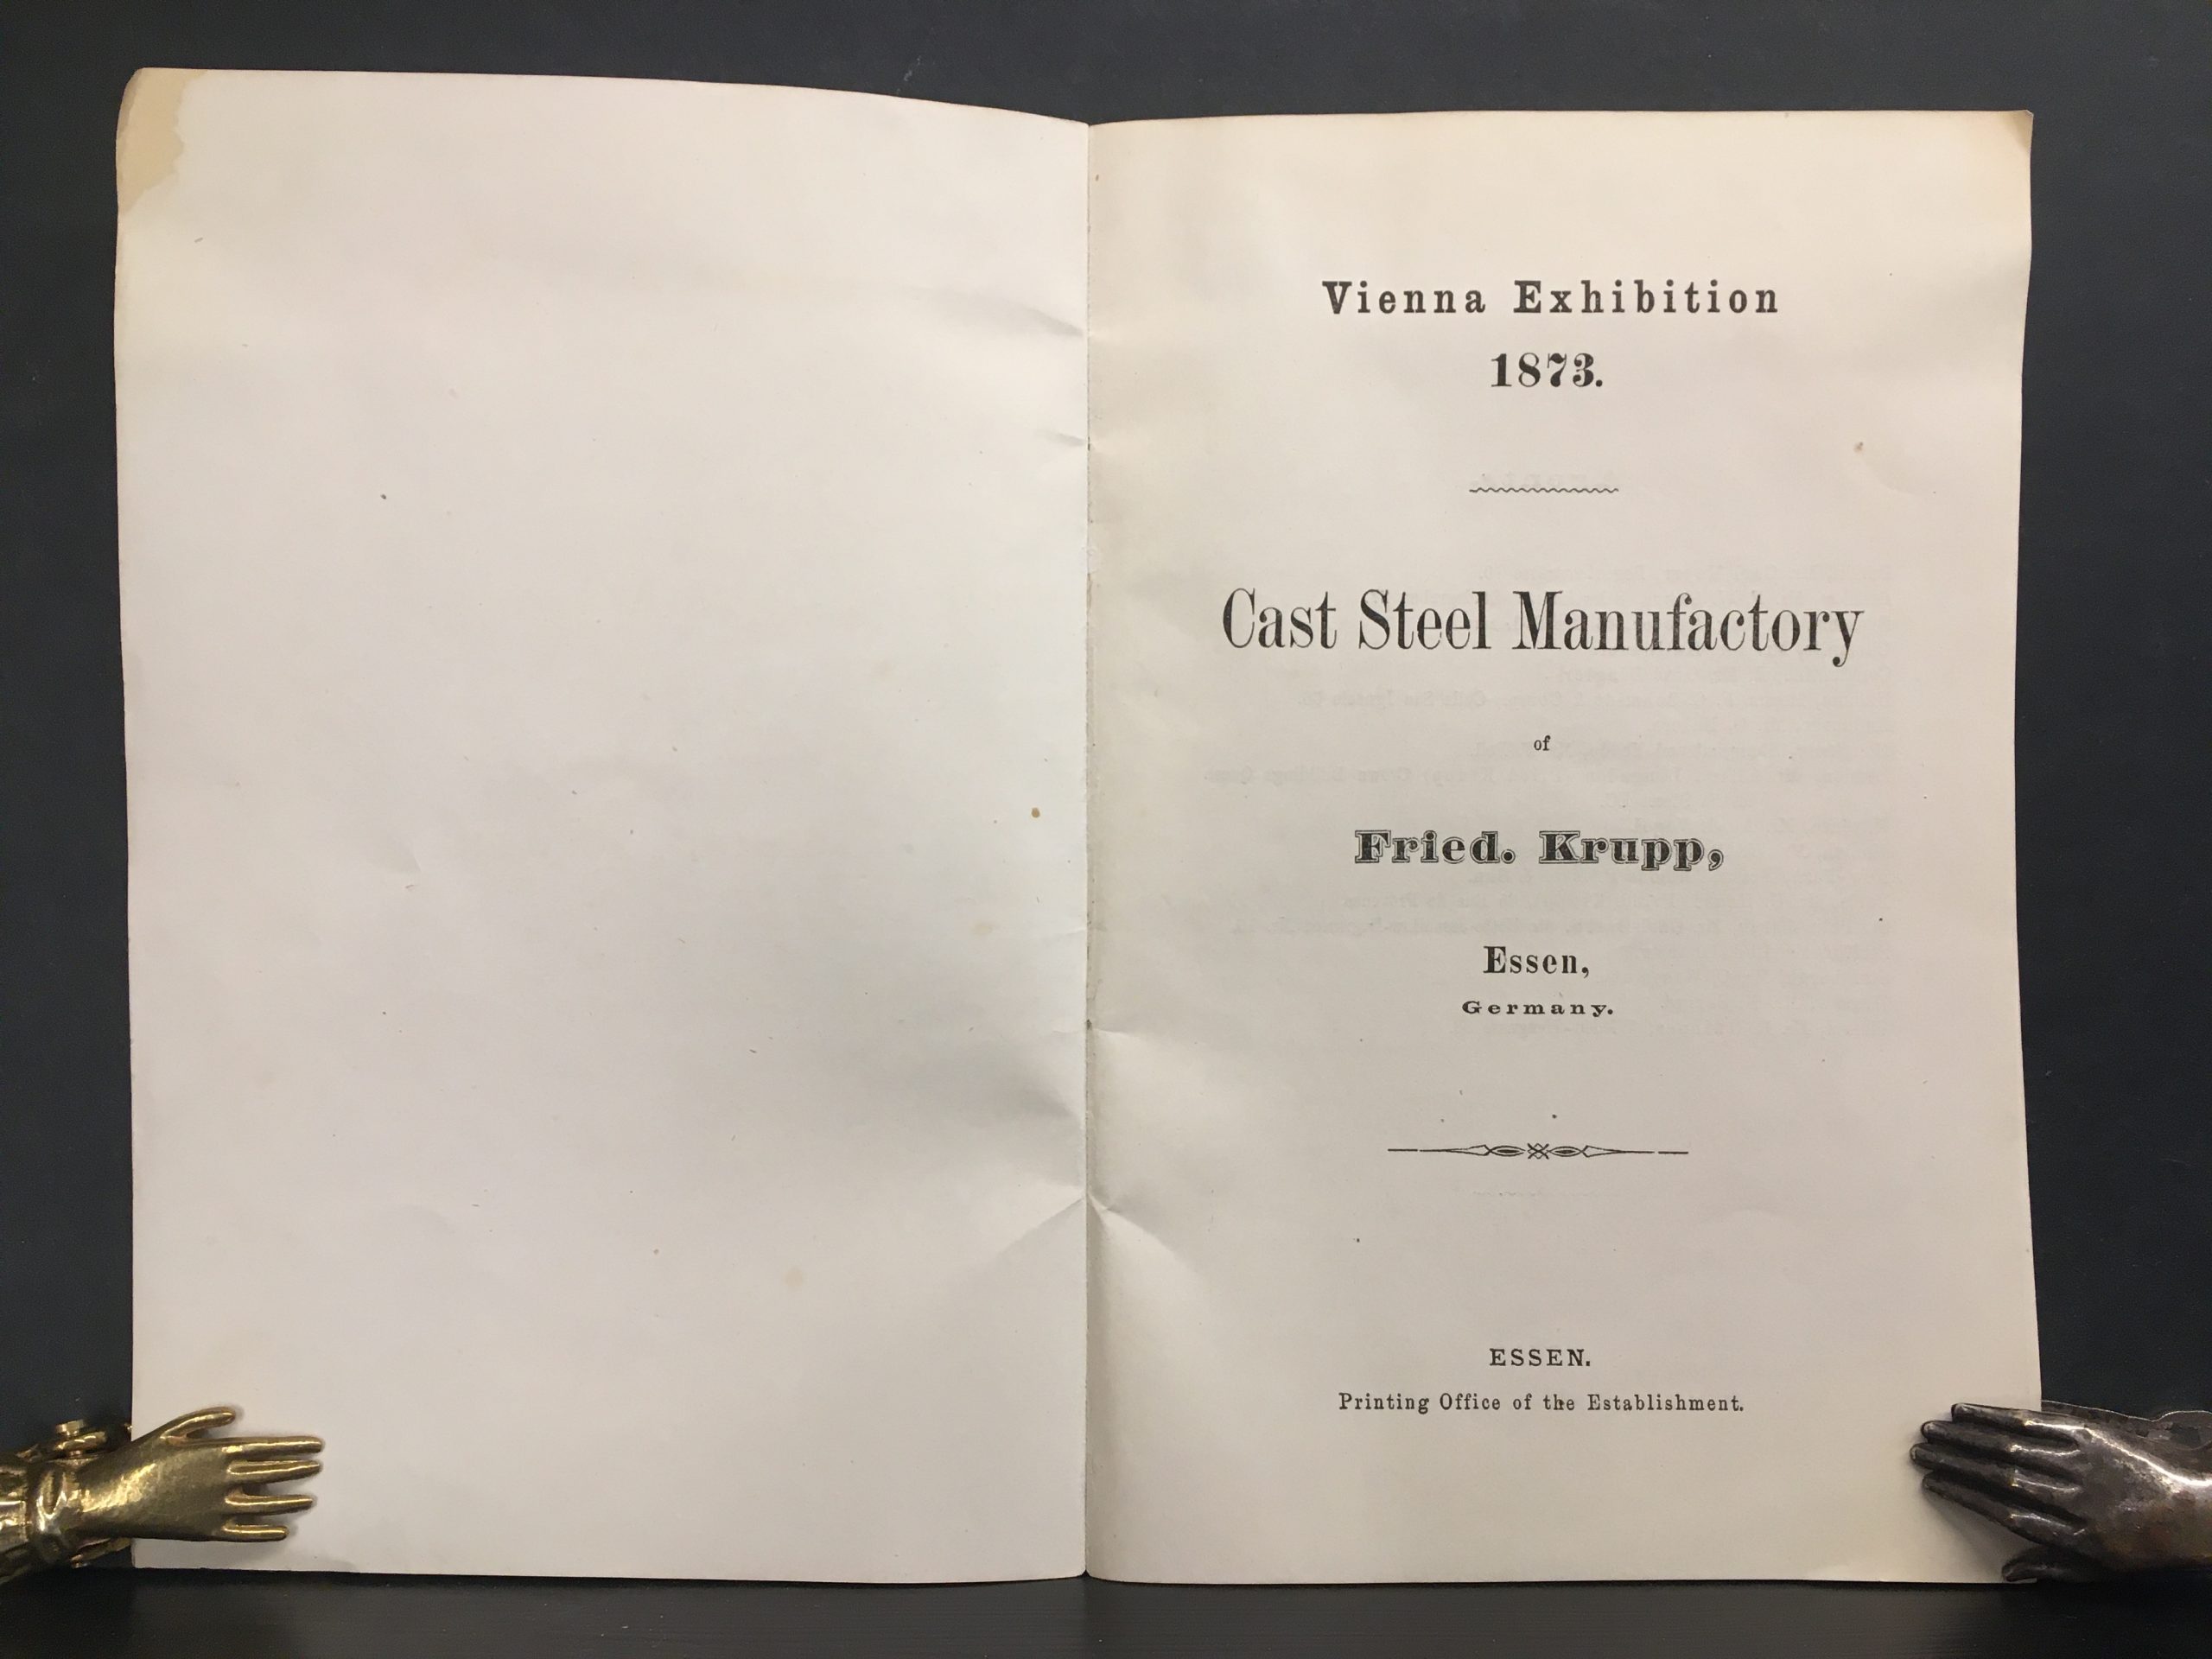 Vienna Exhibition
1873.
Cast Steel Manufactory
of
Fried. Krupp,
Essen,
Germany.
ESSEN.
Printing Office of the Establishment.